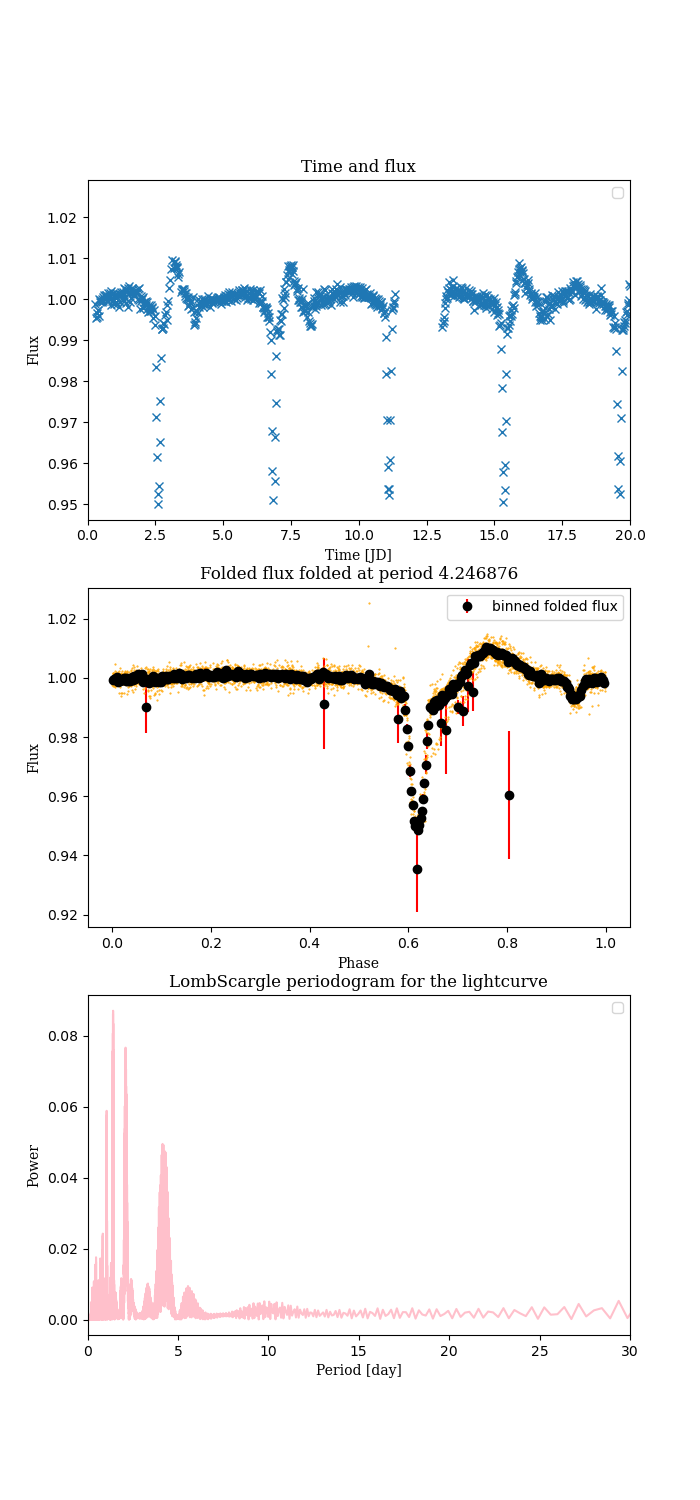 Time and flux
1.02
1.01
1.00
0.99
0.98
0.97
0.96
0.95
Flux
0.0 2.5 5.0 7.5 10.0 12.5 15.0 17.5 20.0
Time [JD]
Folded flux folded at period 4.246876
binned folded flux
1.02
1.00
0.98
0.96
0.94
0.92
Flux
0.0 0.2 0.4 0.6 0.8 1.0
Phase
LombScargle periodogram for the lightcurve
0.08
0.06
0.04
0.02
0.00
Power
0 5 10 15 20 25 30
Period [day]